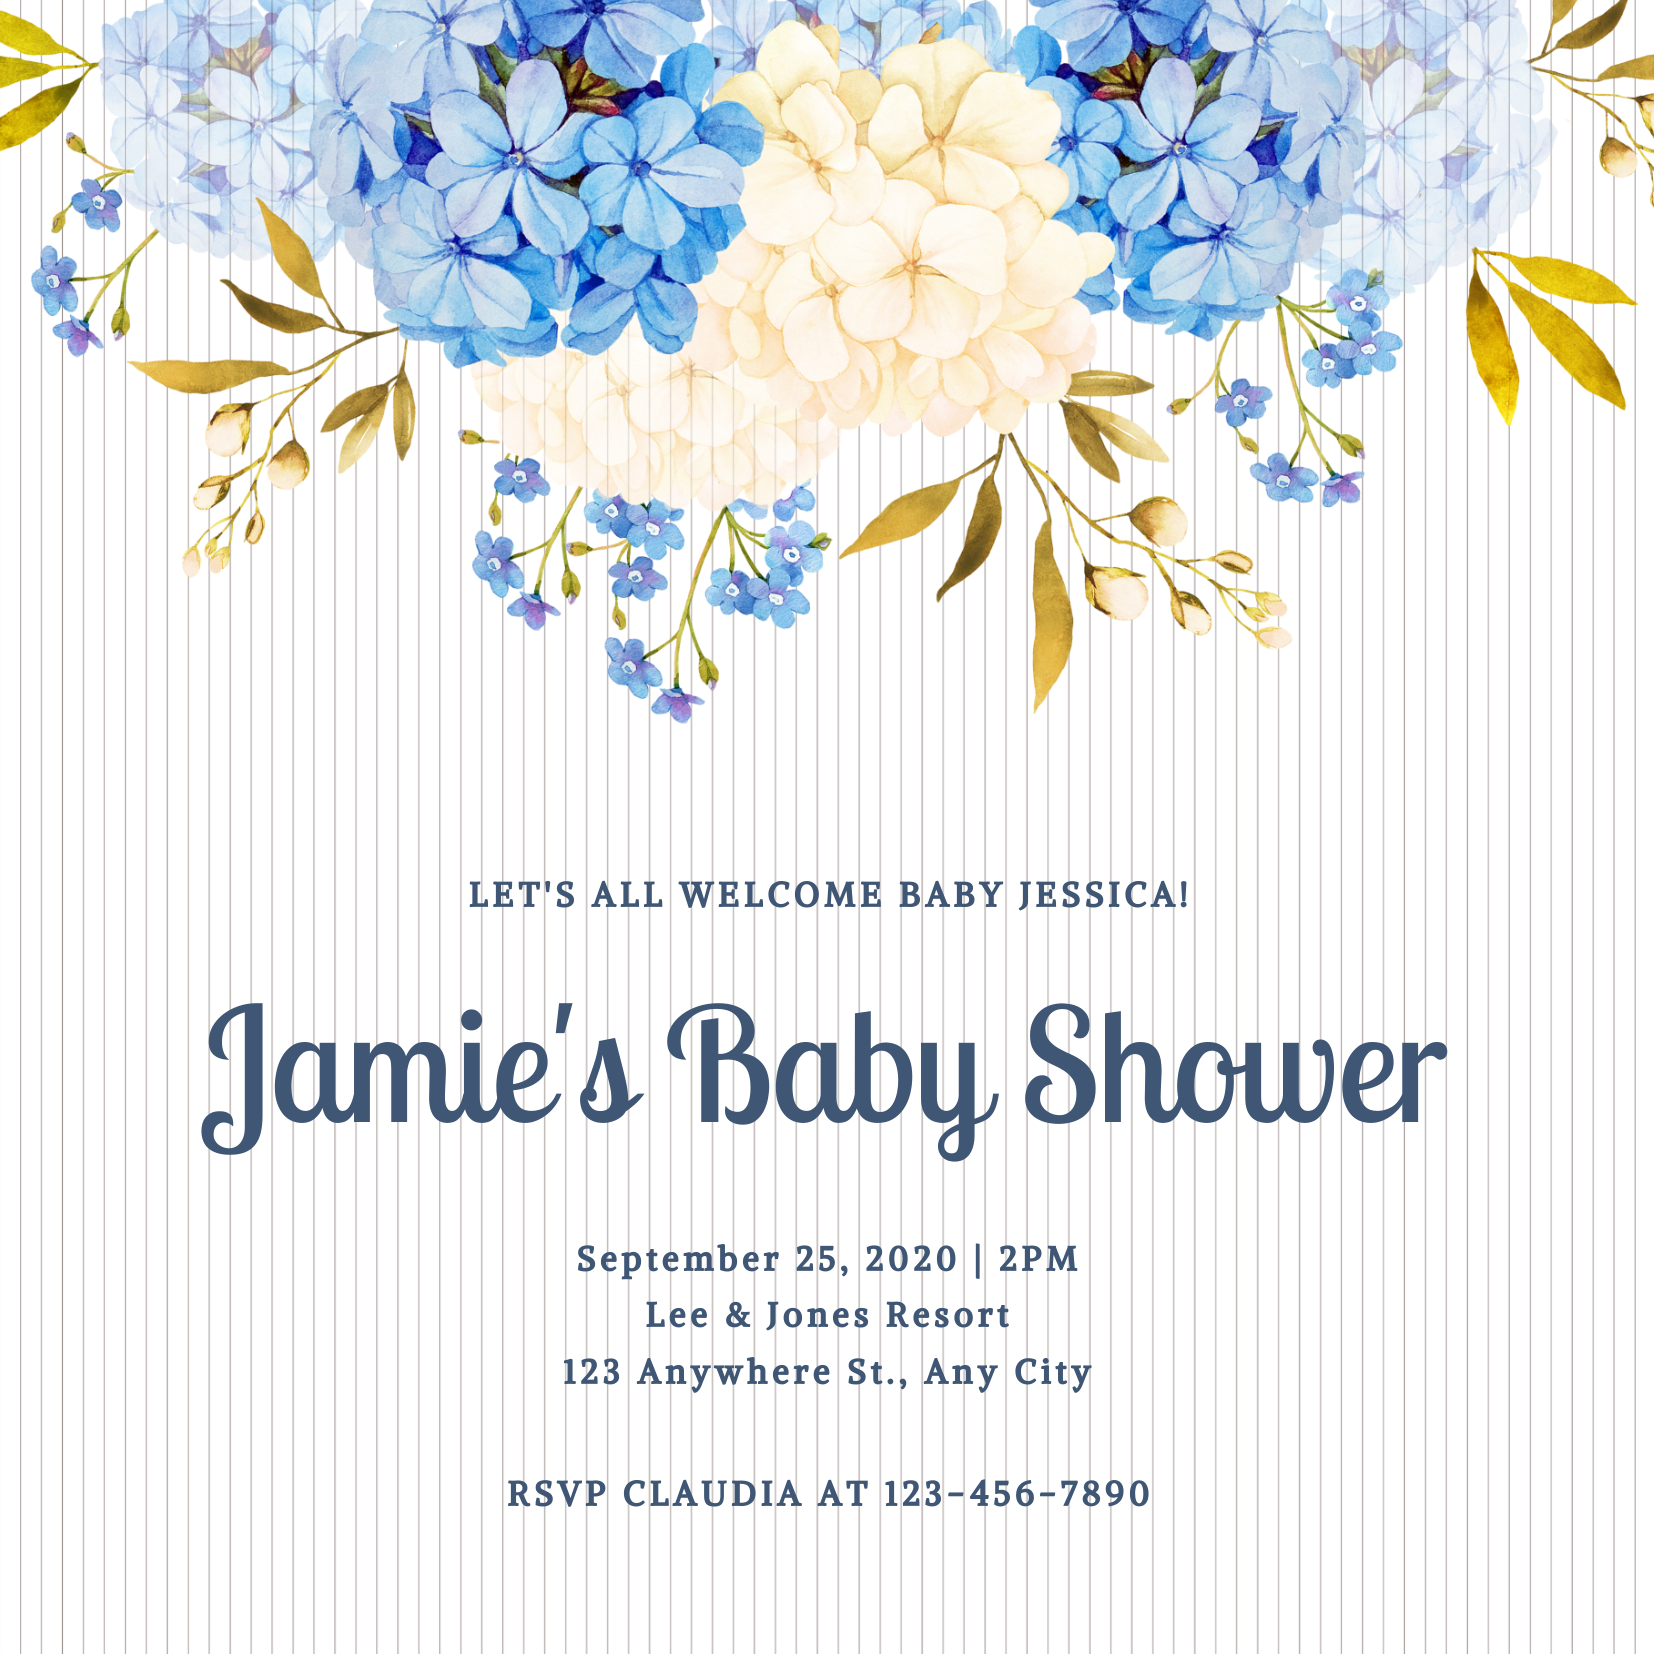 LET'S ALL WELCOME BABY JESSICA!
Jamie's Baby Shower
September 25, 2020 | 2PM
Lee & Jones Resort
123 Anywhere St., Any City
RSVP CLAUDIA AT 123-456-7890